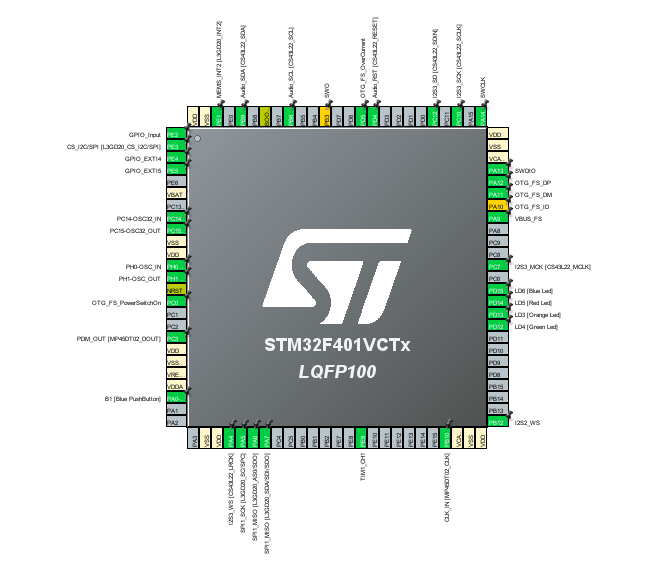 MEMS_INT2 [L3GD20_INT2]
Audio_SDA [CS43L22_SDA]
Audio_SCL [CS43L22_SCL]
SWO
OTG_FS_OverCurrent
Audio_RST [CS43L22_RESET]
I2S3_SD [CS43L22_SDIN]
I2S3_SCK [CS43L22_SCLK]
SWCLK
VDD
VSS
PE1
PE0
PB9
PB8
BOO
PB7
PB6
PB5
PB4
PB3
PD7
PD6
PD5
PD4
PD3
PD2
PD1
PD0
PC12
PC11
PC10
PA15
PA14
GPIO_Input PE2
CS_I2C/SPI [L3GD20_CS_I2C/SPI] PE3
GPIO_EXTI4 PE4
GPIO_EXTI5 PE5
PE6
VBAT
PC13
PC14-OSC32_IN PC14
PC15-OSC32_OUT PC15
VSS
VDD
PH0-OSC_IN PH0
PH1-OSC_OUT PH1
NRST
OTG_FS_PowerSwitchOn PC0
PC1
PC2
PDM_OUT [MP45DT02_DOUT] PC3
VDD
VSS
VRE
VDDA
B1 [Blue PushButton] PA0
PA1
PA2
STM32F401VCTx
LQFP100
VDD
VSS
VCA
PA13 SWDIO
PA12 OTG_FS_DP
PA11 OTG_FS_DM
PA10 OTG_FS_ID
PA9 VBUS_FS
PA8
PC9
PC8
PC7 I2S3_MCK [CS43L22_MCLK]
PC6
PD15 LD6 [Blue Led]
PD14 LD5 [Red Led]
PD13 LD3 [Orange Led]
PD12 LD4 [Green Led]
PD11
PD10
PD9
PD8
PB15
PB14
PB13
PB12 I2S2_WS
PA3
VSS
VDD
PA4
PA5
PA6
PA7
PC4
PC5
PB0
PB1
PB2
PE7
PE8
PE9
PE10
PE11
PE12
PE13
PE14
PE15
PB10
VCA
VSS
VDD
I2S3_WS [CS43L22_LRCK]
SPI1_SCK [L3GD20_SCL/SPC]
SPI1_MISO [L3GD20_SA0/SDO]
SPI1_MISO [L3GD20_SDA/SDI/SDO]
TIM1_CH1
CLK_IN [MP45DT02_CLK]